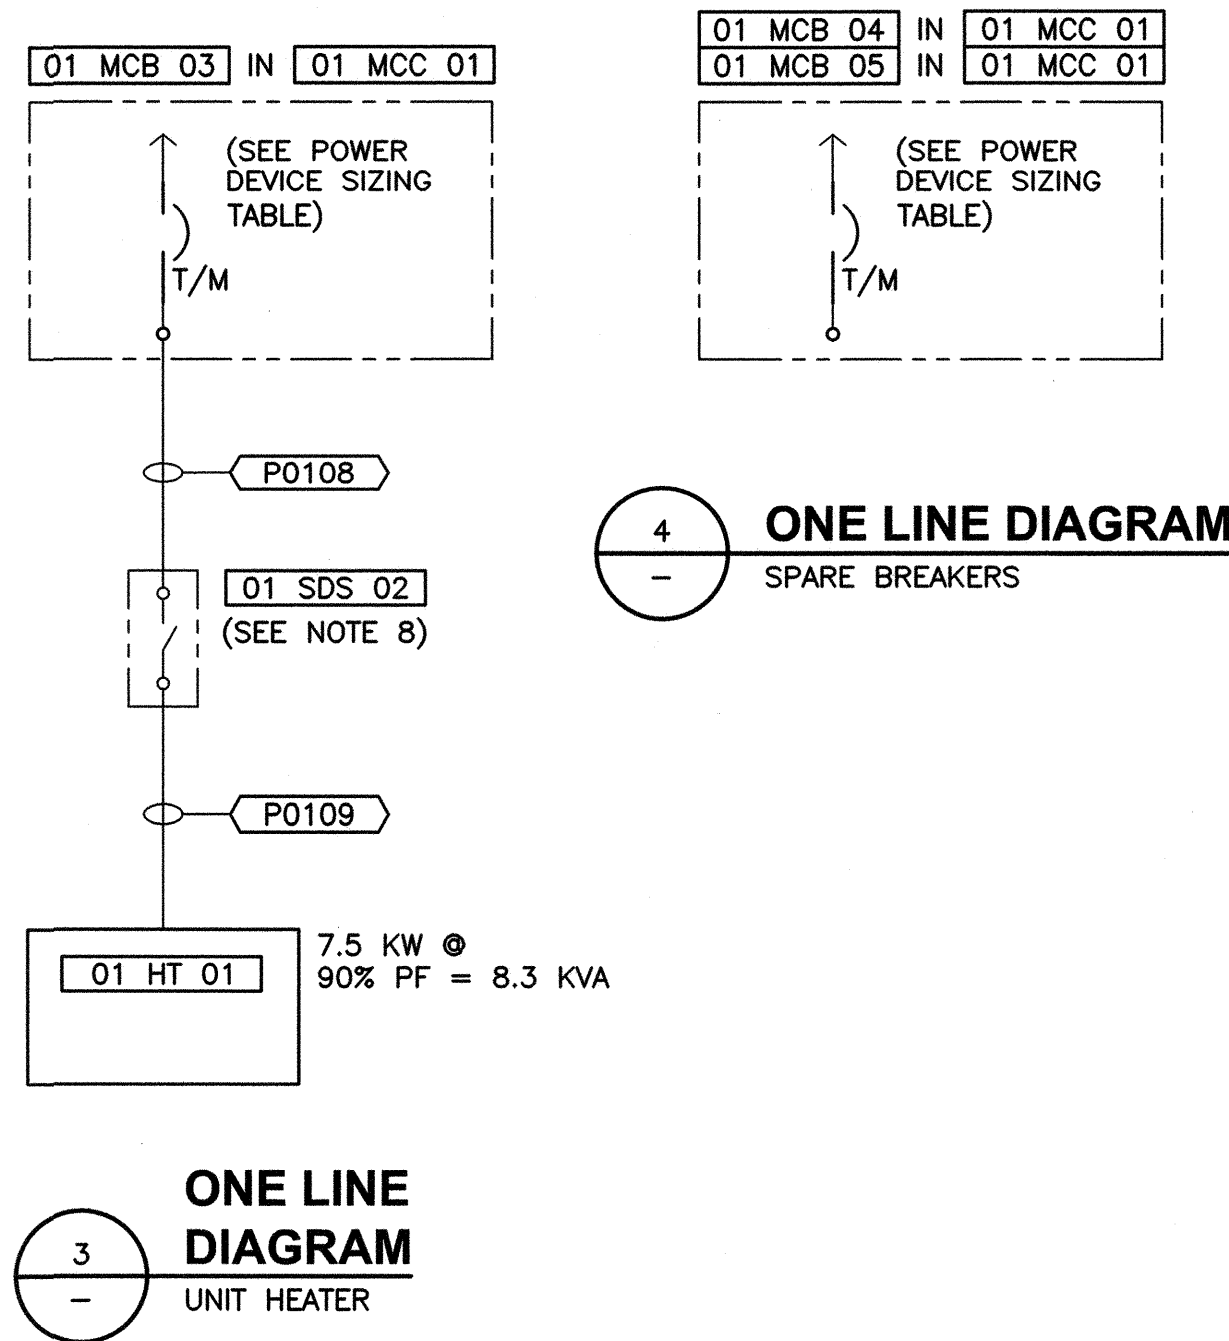 01 MCB 03 IN 01 MCC 01
(SEE POWER
DEVICE SIZING
TABLE)
T/M
P0108
01 SDS 02
(SEE NOTE 8)
P0109
01 HT 01
7.5 KW @
90% PF = 8.3 KVA
3
–
ONE LINE
DIAGRAM
UNIT HEATER
01 MCB 04 IN 01 MCC 01
01 MCB 05 IN 01 MCC 01
(SEE POWER
DEVICE SIZING
TABLE)
T/M
4
–
ONE LINE DIAGRAM
SPARE BREAKERS